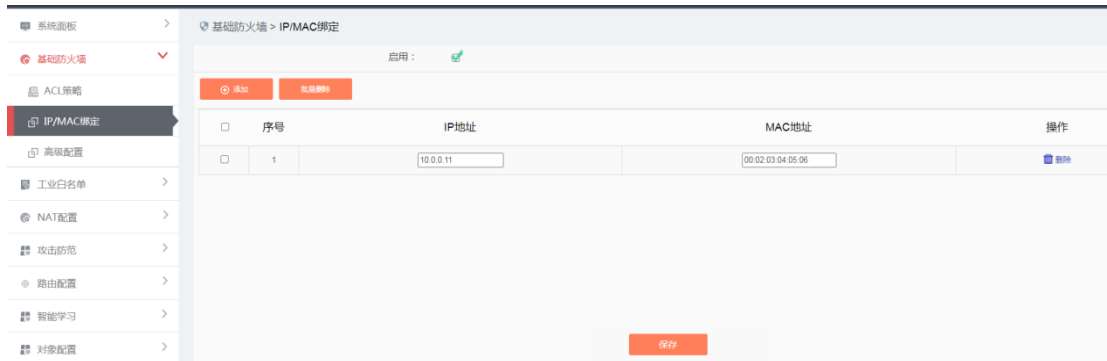 系统面板
基础防火墙 > IP/MAC绑定
基础防火墙
启用：
ACL策略
添加
批量删除
IP/MAC绑定
序号
IP地址
MAC地址
操作
高级配置
1
10.0.0.11
00:02:03:04:05:06
删除
工业白名单
NAT配置
攻击防范
路由配置
智能学习
对象配置
保存